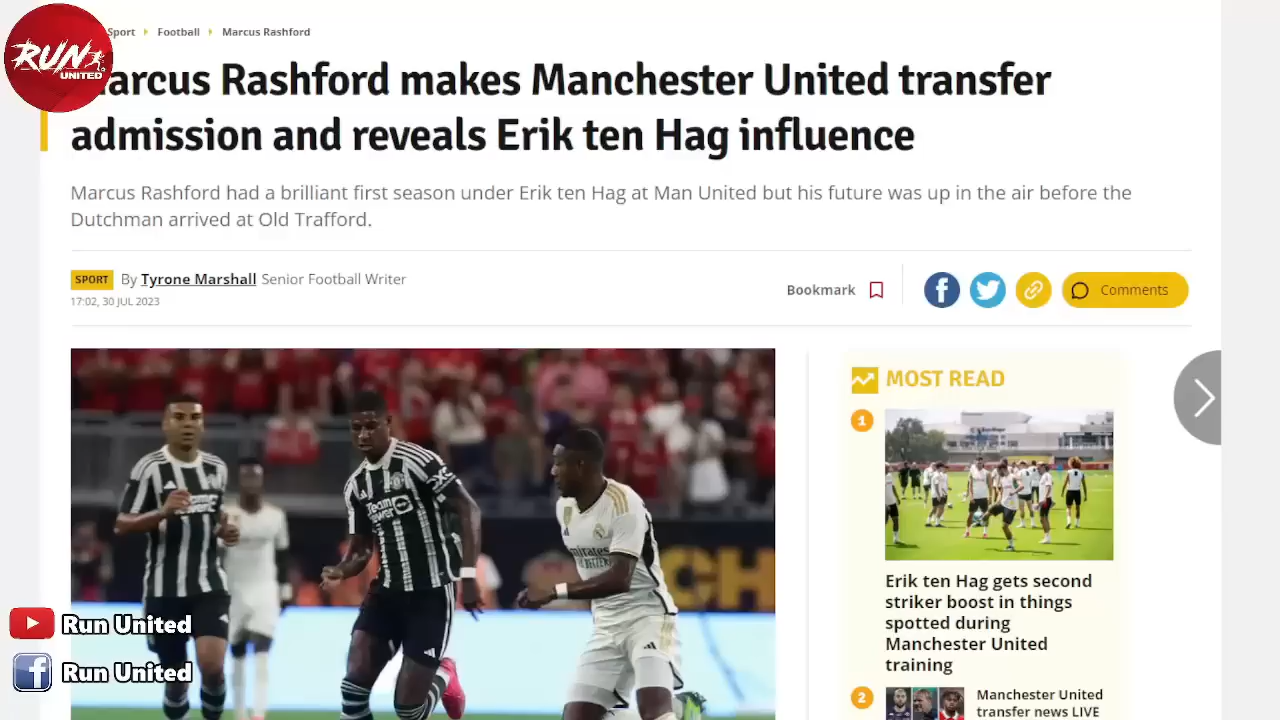 RUN
UNITED
Sport Football Marcus Rashford
arcus Rashford makes Manchester United transfer
admission and reveals Erik ten Hag influence
Marcus Rashford had a brilliant first season under Erik ten Hag at Man United but his future was up in the air before the
Dutchman arrived at Old Trafford.
SPORT By Tyrone Marshall Senior Football Writer
17:02, 30 JUL 2023
Bookmark
Comments
MOST READ
1
Erik ten Hag gets second
striker boost in things
spotted during
Manchester United
training
2
Manchester United
transfer news LIVE
Run United
Run United